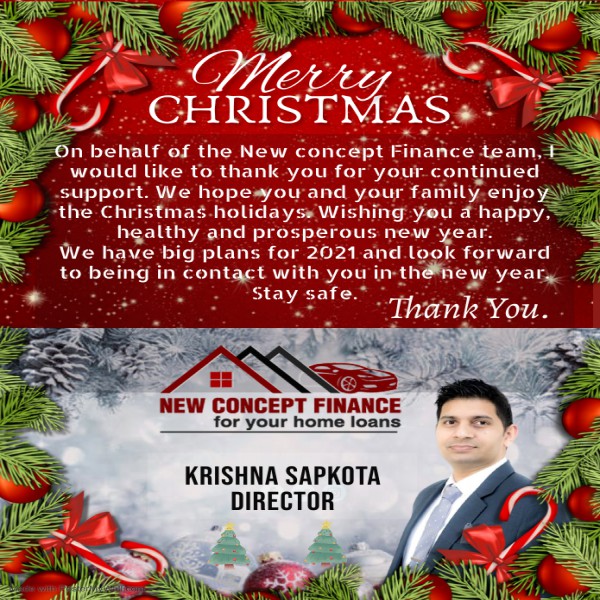 Merry
CHRISTMAS
On behalf of the New concept Finance team, I
would like to thank you for your continued
support. We hope you and your family enjoy
the Christmas holidays. Wishing you a happy,
healthy and prosperous new year.
We have big plans for 2021 and look forward
to being in contact with you in the new year.
Stay safe.
Thank You.
NEW CONCEPT FINANCE
for your home loans
KRISHNA SAPKOTA
DIRECTOR